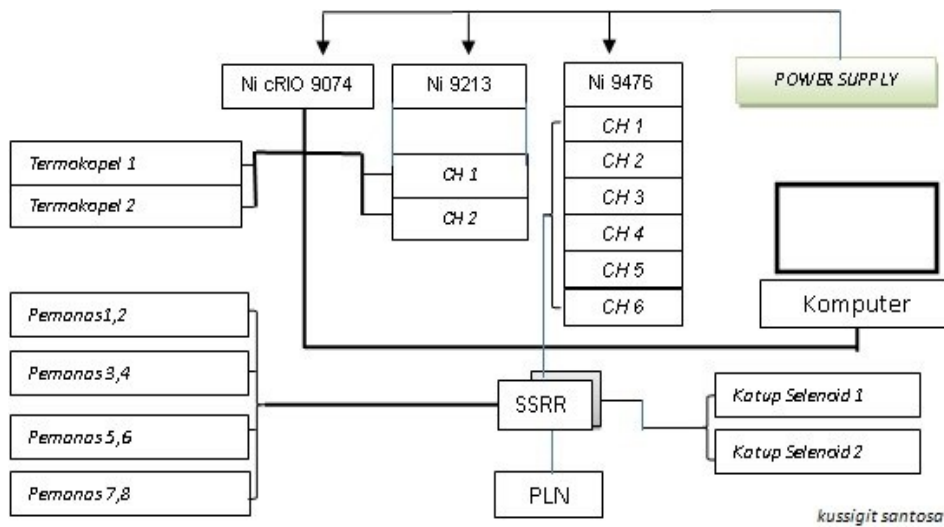 Ni cRIO 9074
Ni 9213
Ni 9476
POWER SUPPLY
CH 1
CH 2
CH 3
CH 4
CH 5
CH 6
CH 1
CH 2
Termokopel 1
Termokopel 2
Komputer
Pemanas1,2
Pemanas 3,4
Pemanas 5,6
Pemanas 7,8
SSRR
PLN
Katup Selenoid 1
Katup Selenoid 2
kussigit santosa